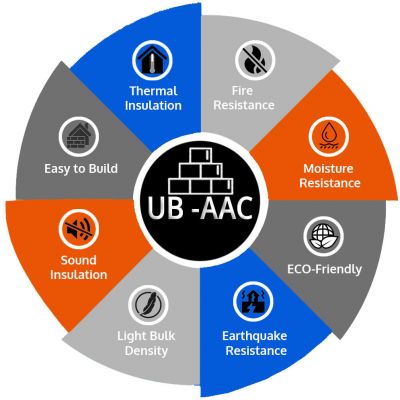 Thermal
Insulation
Fire
Resistance
Easy to Build
Moisture
Resistance
UB -AAC
Sound
Insulation
ECO-Friendly
Light Bulk
Density
Earthquake
Resistance